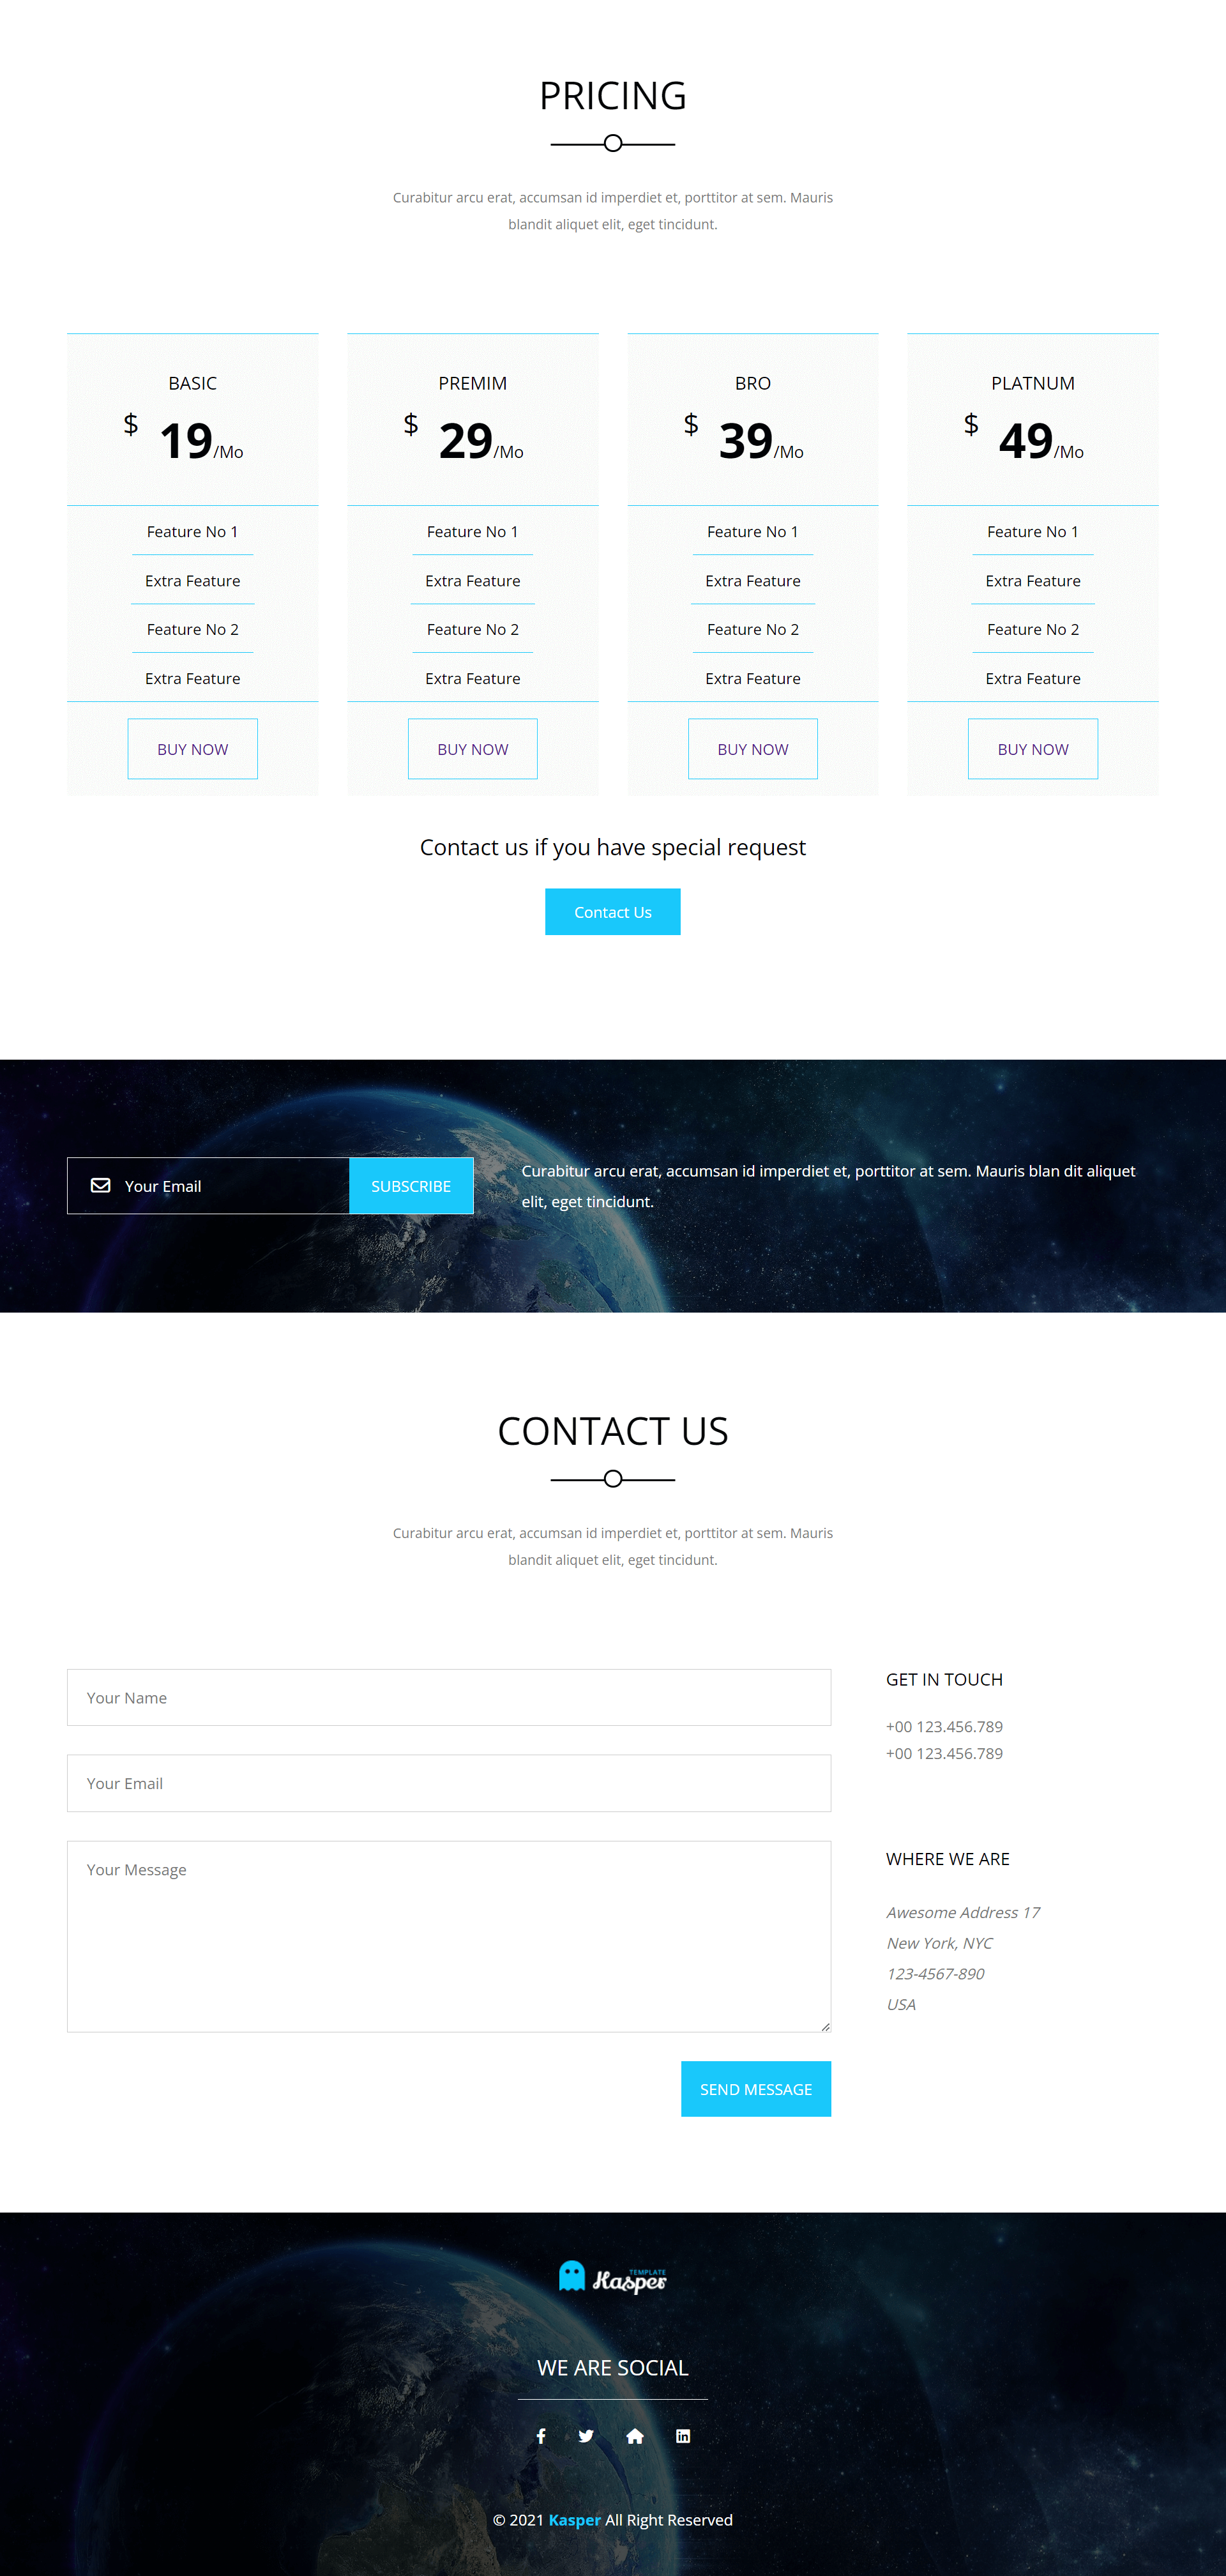 PRICING
Curabitur arcu erat, accumsan id imperdiet et, porttitor at sem. Mauris
blandit aliquet elit, eget tincidunt.
BASIC
$ 19/Mo
Feature No 1
Extra Feature
Feature No 2
Extra Feature
BUY NOW
PREMIM
$ 29/Mo
Feature No 1
Extra Feature
Feature No 2
Extra Feature
BUY NOW
BRO
$ 39/Mo
Feature No 1
Extra Feature
Feature No 2
Extra Feature
BUY NOW
PLATNUM
$ 49/Mo
Feature No 1
Extra Feature
Feature No 2
Extra Feature
BUY NOW
Contact us if you have special request
Contact Us
Your Email
SUBSCRIBE
Curabitur arcu erat, accumsan id imperdiet et, porttitor at sem. Mauris blan dit aliquet
elit, eget tincidunt.
CONTACT US
Curabitur arcu erat, accumsan id imperdiet et, porttitor at sem. Mauris
blandit aliquet elit, eget tincidunt.
Your Name
Your Email
Your Message
SEND MESSAGE
GET IN TOUCH
+00 123.456.789
+00 123.456.789
WHERE WE ARE
Awesome Address 17
New York, NYC
123-4567-890
USA
TEMPLATE
Kasper
WE ARE SOCIAL
© 2021 Kasper All Right Reserved